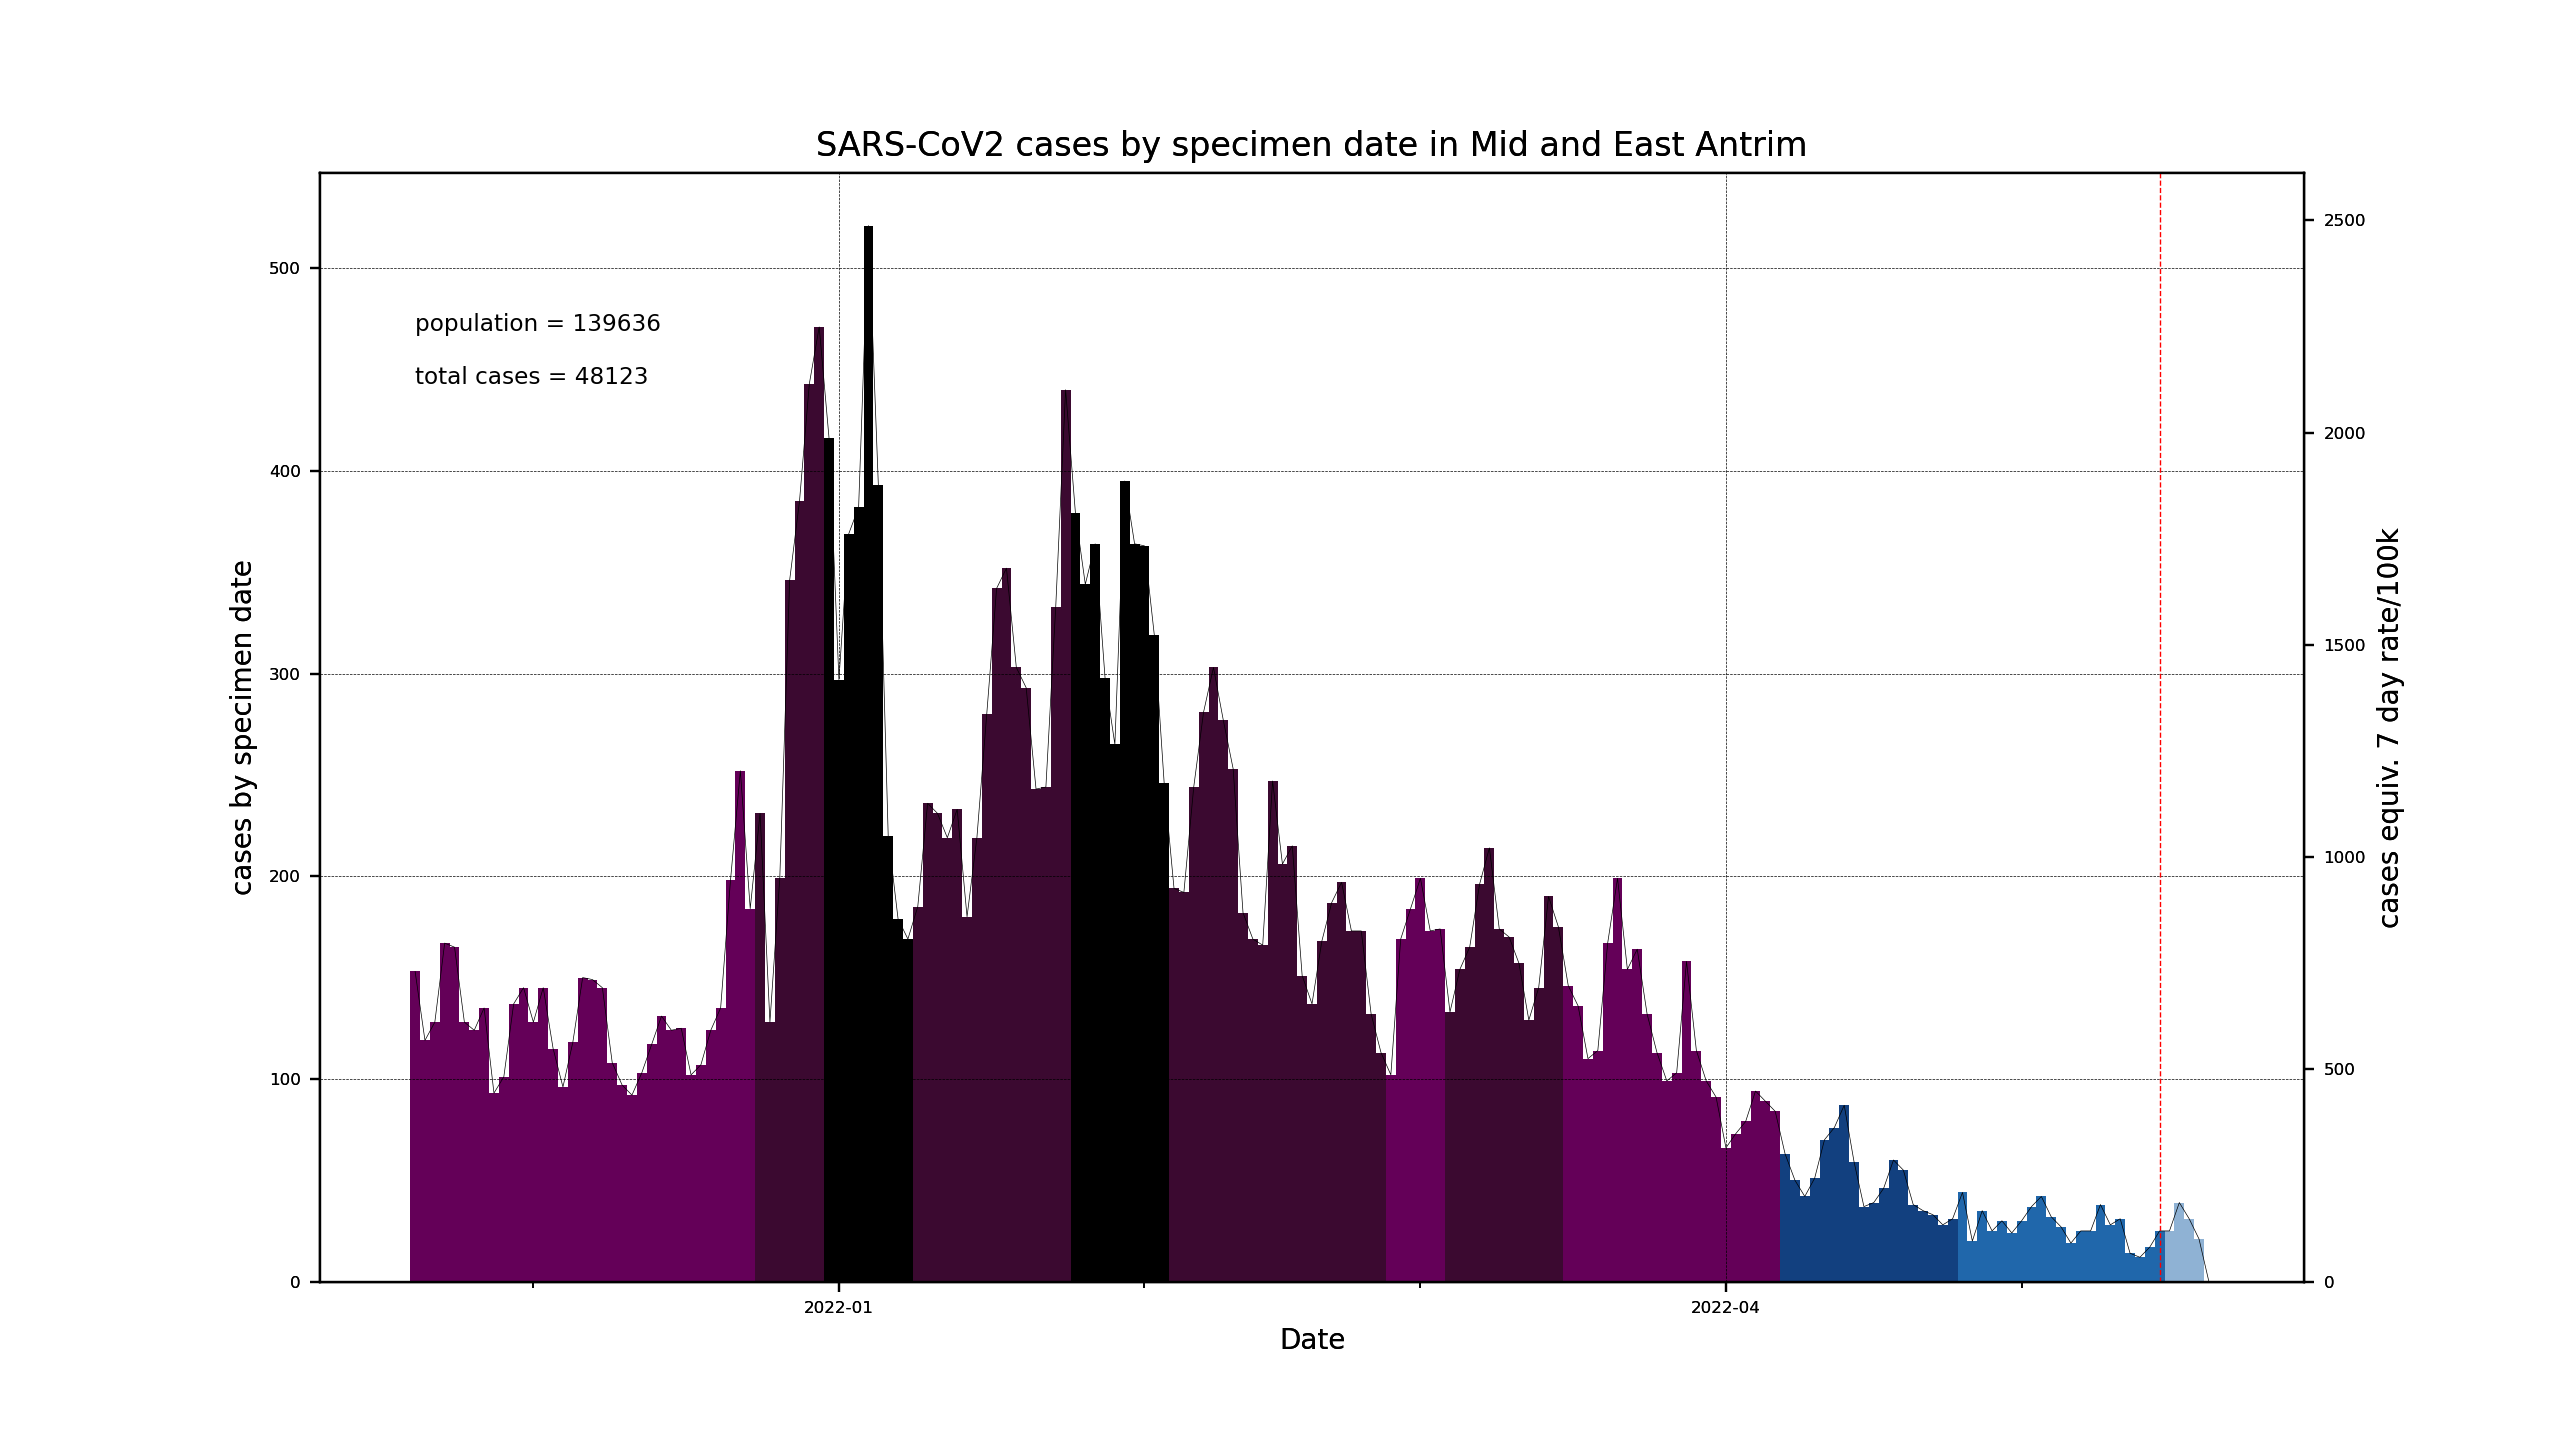 SARS-CoV2 cases by specimen date in Mid and East Antrim
population = 139636
total cases = 48123
cases by specimen date
500
400
300
200
100
0
2500
2000
1500
1000
500
0
cases equiv. 7 day rate/100k
2022-01
2022-04
Date